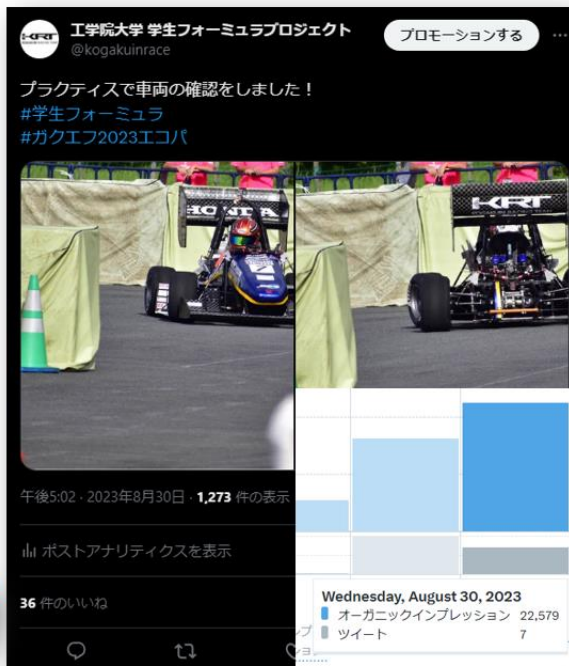 工学院大学 学生フォーミュラプロジェクト
@kogakuinrace
プロモーションする
プラクティスで車両の確認をしました！
#学生フォーミュラ
#ガクエフ2023エコパ
HONDA
KRT
午後5:02 · 2023年8月30日 · 1,273 件の表示
ポストアナリティクスを表示
36 件のいいね
Wednesday, August 30, 2023
オーガニックインプレッション 22,579
ツイート 7